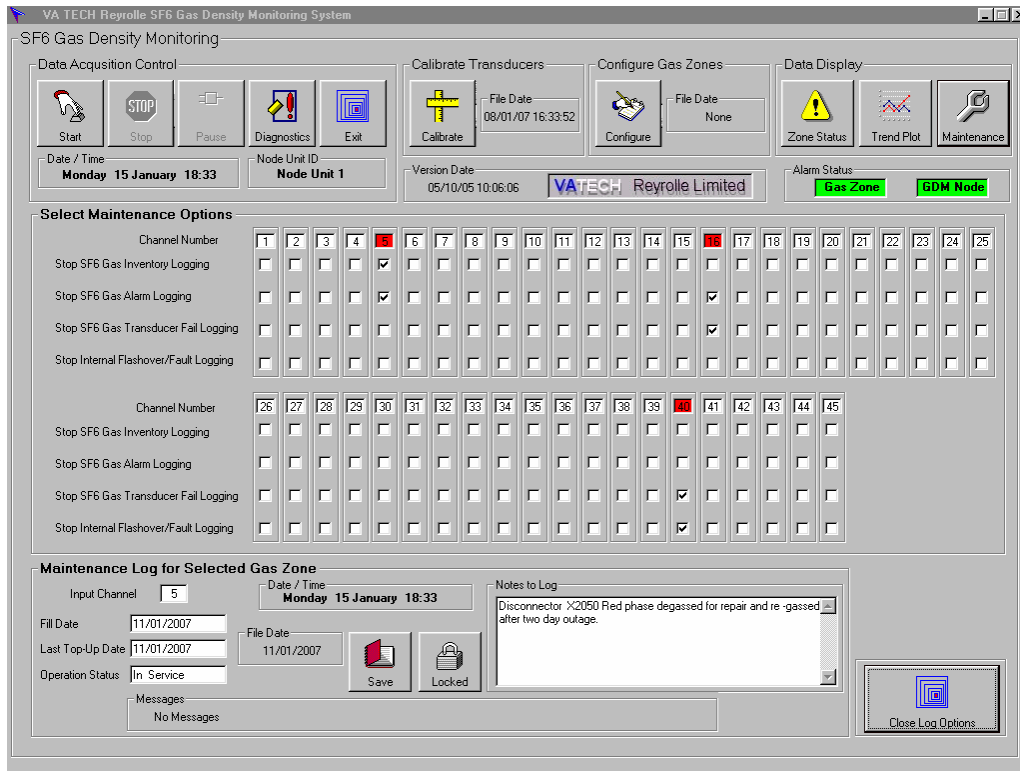 VA TECH Reyrolle SF6 Gas Density Monitoring System
SF6 Gas Density Monitoring
Data Acqusition Control
Calibrate Transducers
Configure Gas Zones
Data Display
Start
STOP
Stop
Pause
Diagnostics
Exit
Calibrate
File Date
08/01/07 16:33:52
Configure
File Date
None
Zone Status
Trend Plot
Maintenance
Date / Time
Monday 15 January 18:33
Node Unit ID
Node Unit 1
Version Date
05/10/05 10:06:06
VATECH Reyrolle Limited
Alarm Status
Gas Zone
GDM Node
Select Maintenance Options
Channel Number 1 2 3 4 5 6 7 8 9 10 11 12 13 14 15 16 17 18 19 20 21 22 23 24 25
Stop SF6 Gas Inventory Logging
Stop SF6 Gas Alarm Logging
Stop SF6 Gas Transducer Fail Logging
Stop Internal Flashover/Fault Logging
Channel Number 26 27 28 29 30 31 32 33 34 35 36 37 38 39 40 41 42 43 44 45
Stop SF6 Gas Inventory Logging
Stop SF6 Gas Alarm Logging
Stop SF6 Gas Transducer Fail Logging
Stop Internal Flashover/Fault Logging
Maintenance Log for Selected Gas Zone
Input Channel 5
Date / Time
Monday 15 January 18:33
Fill Date 11/01/2007
Last Top-Up Date 11/01/2007
Operation Status In Service
File Date
11/01/2007
Save
Locked
Notes to Log
Disconnector X2050 Red phase degassed for repair and re -gassed
after two day outage.
Messages
No Messages
Close Log Options